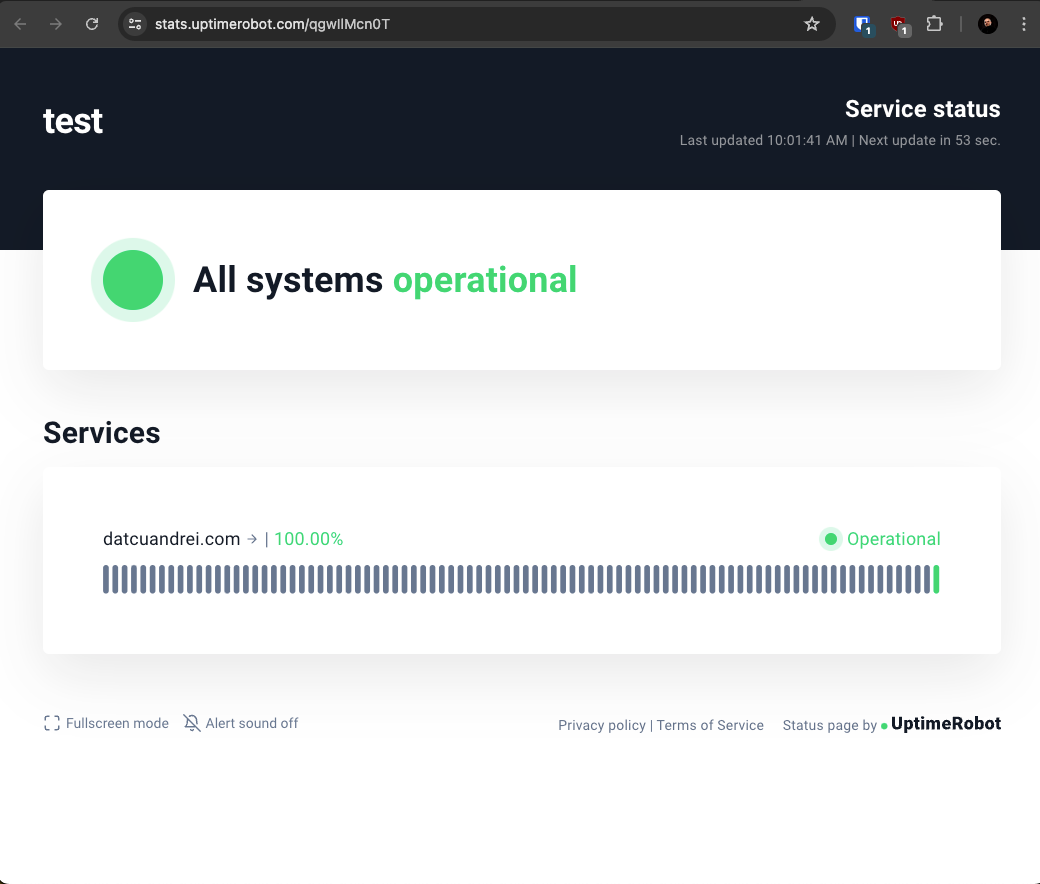 stats.uptimerobot.com/qgwIlMcn0T
1
1
test
Service status
Last updated 10:01:41 AM | Next update in 53 sec.
All systems operational
Services
datcuandrei.com → | 100.00%
Operational
Fullscreen mode
Alert sound off
Privacy policy | Terms of Service
Status page by UptimeRobot